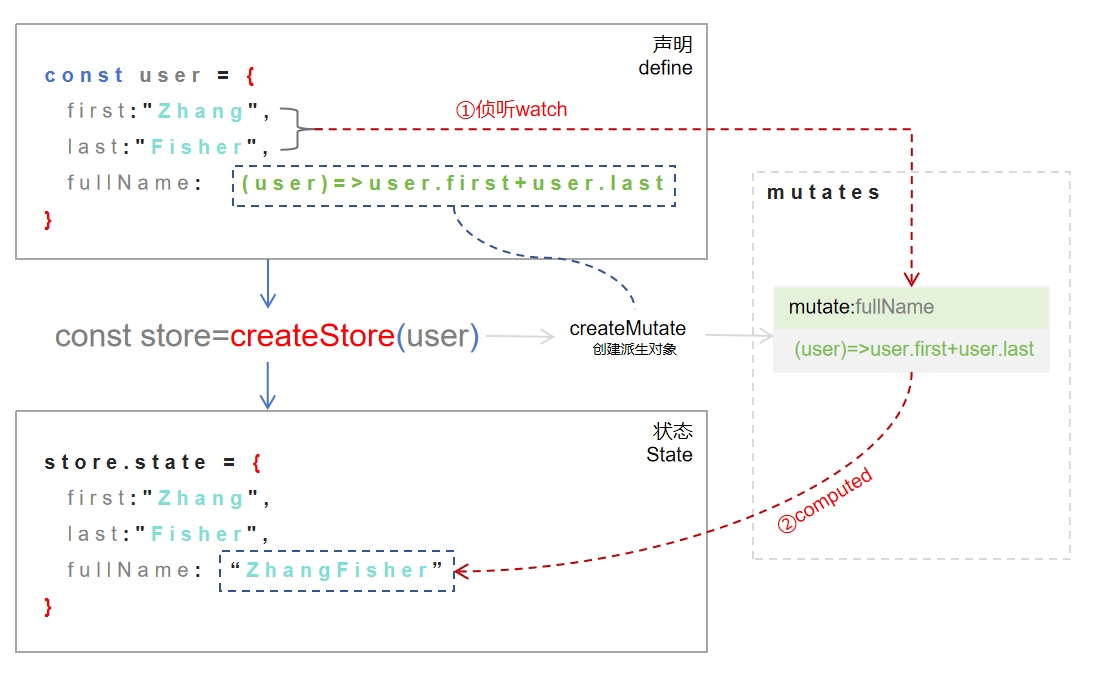 声明
define
const user = {
first:"Zhang",
last:"Fisher",
fullName: (user)=>user.first+user.last
}
①侦听watch
mutates
mutate:fullName
(user)=>user.first+user.last
const store=createStore(user)
createMutate
创建派生对象
状态
State
store.state = {
first:"Zhang",
last:"Fisher",
fullName: “ZhangFisher”
}
②computed